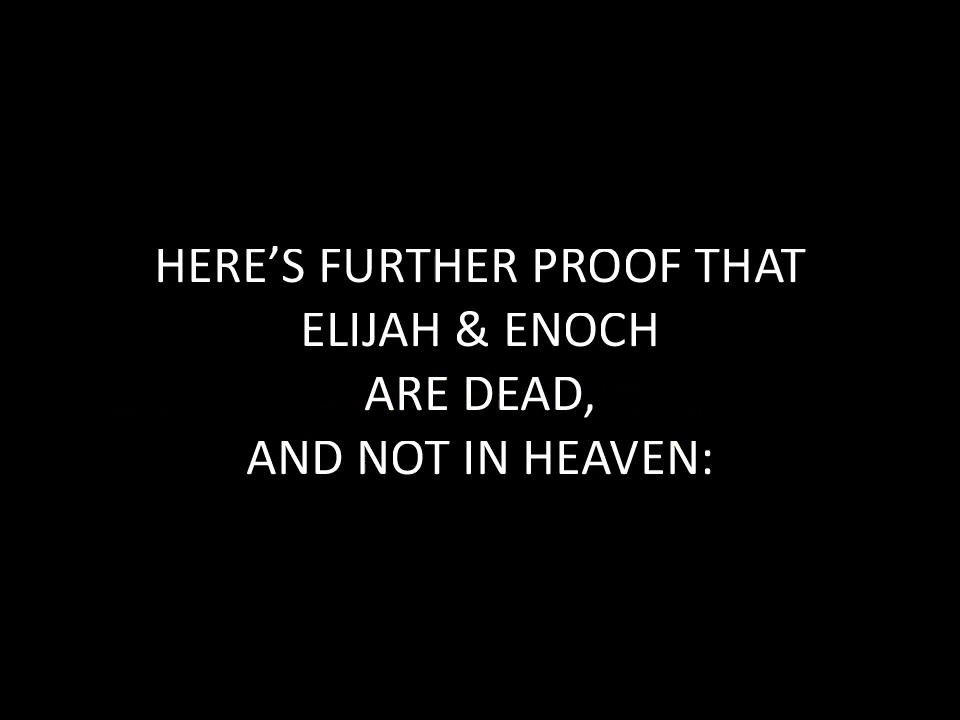 HERE’S FURTHER PROOF THAT
ELIJAH & ENOCH
ARE DEAD,
AND NOT IN HEAVEN: